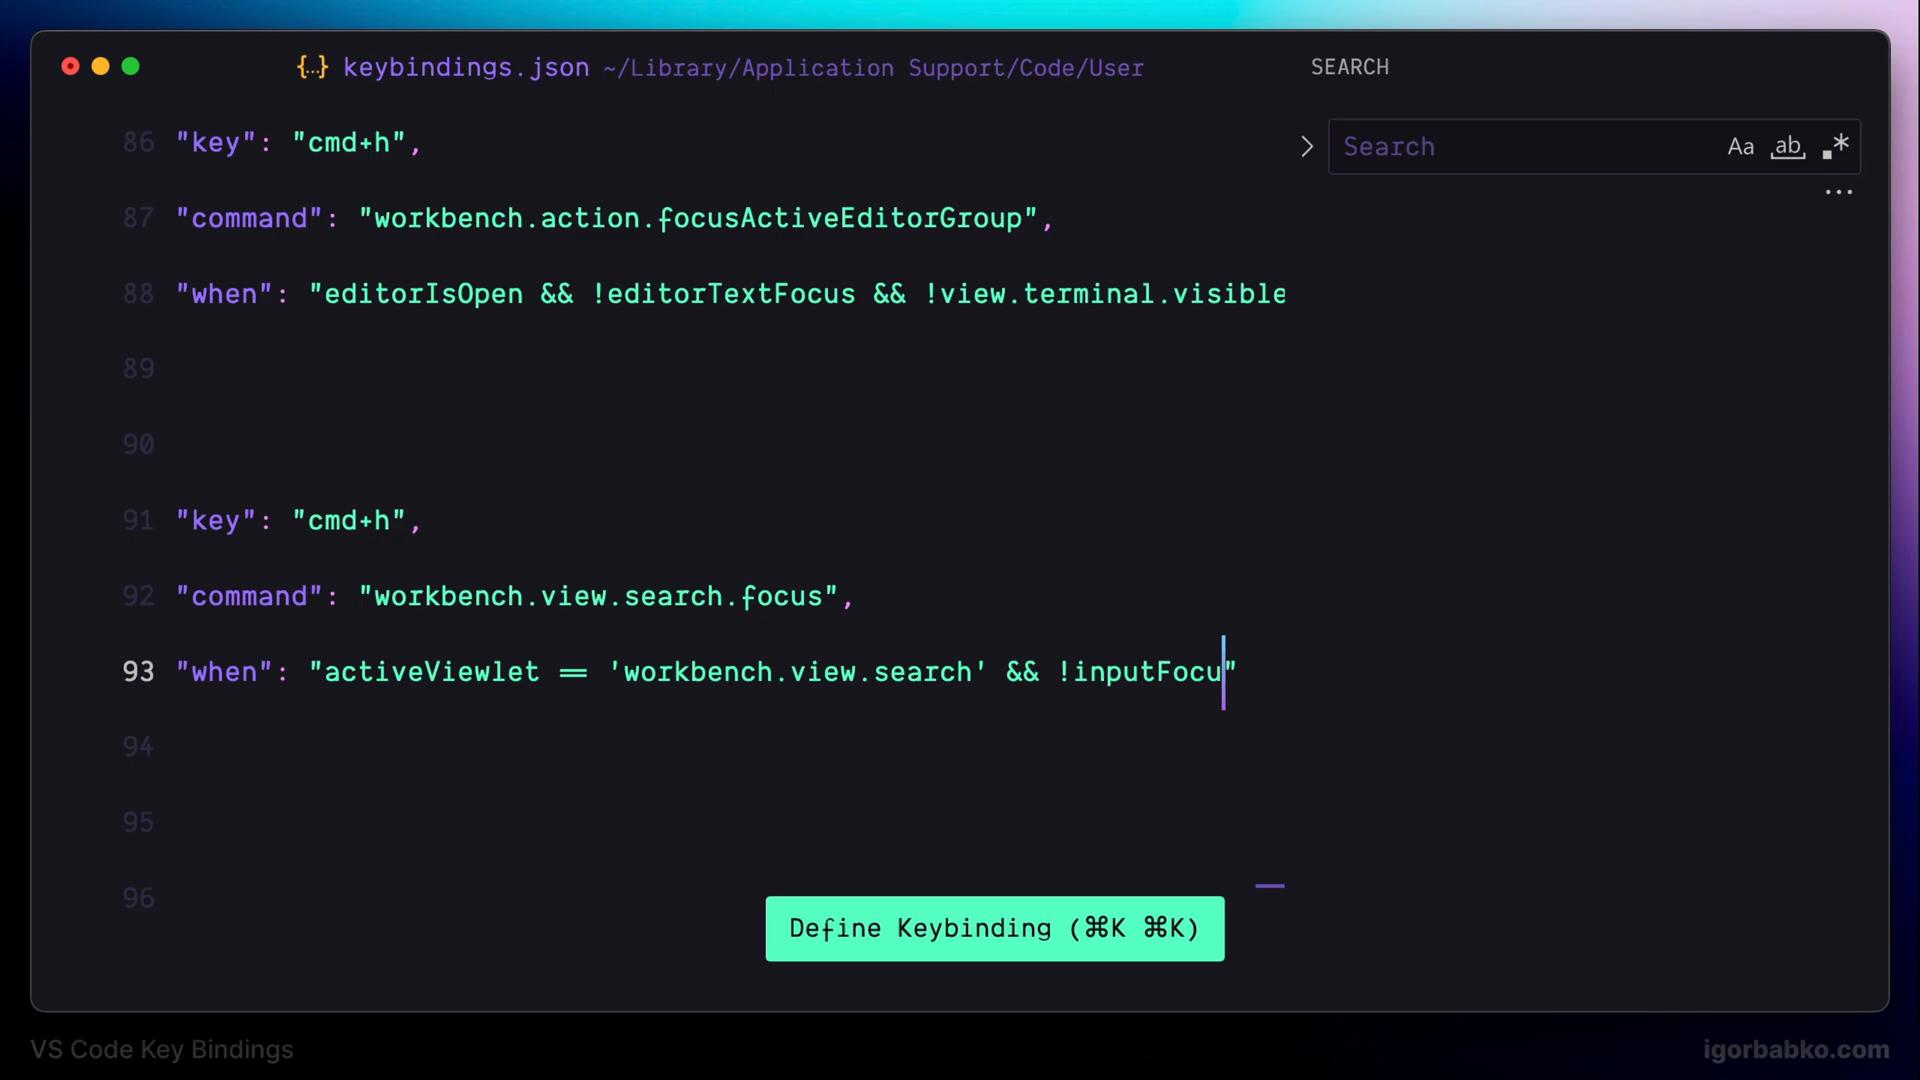 {..} keybindings.json ~/Library/Application Support/Code/User
SEARCH
Search Aa ab .*
...
86 "key": "cmd+h",
87 "command": "workbench.action.focusActiveEditorGroup",
88 "when": "editorIsOpen && !editorTextFocus && !view.terminal.visible
89
90
91 "key": "cmd+h",
92 "command": "workbench.view.search.focus",
93 "when": "activeViewlet == 'workbench.view.search' && !inputFocu"
94
95
96
Define Keybinding (⌘K ⌘K)
VS Code Key Bindings
igorbabko.com